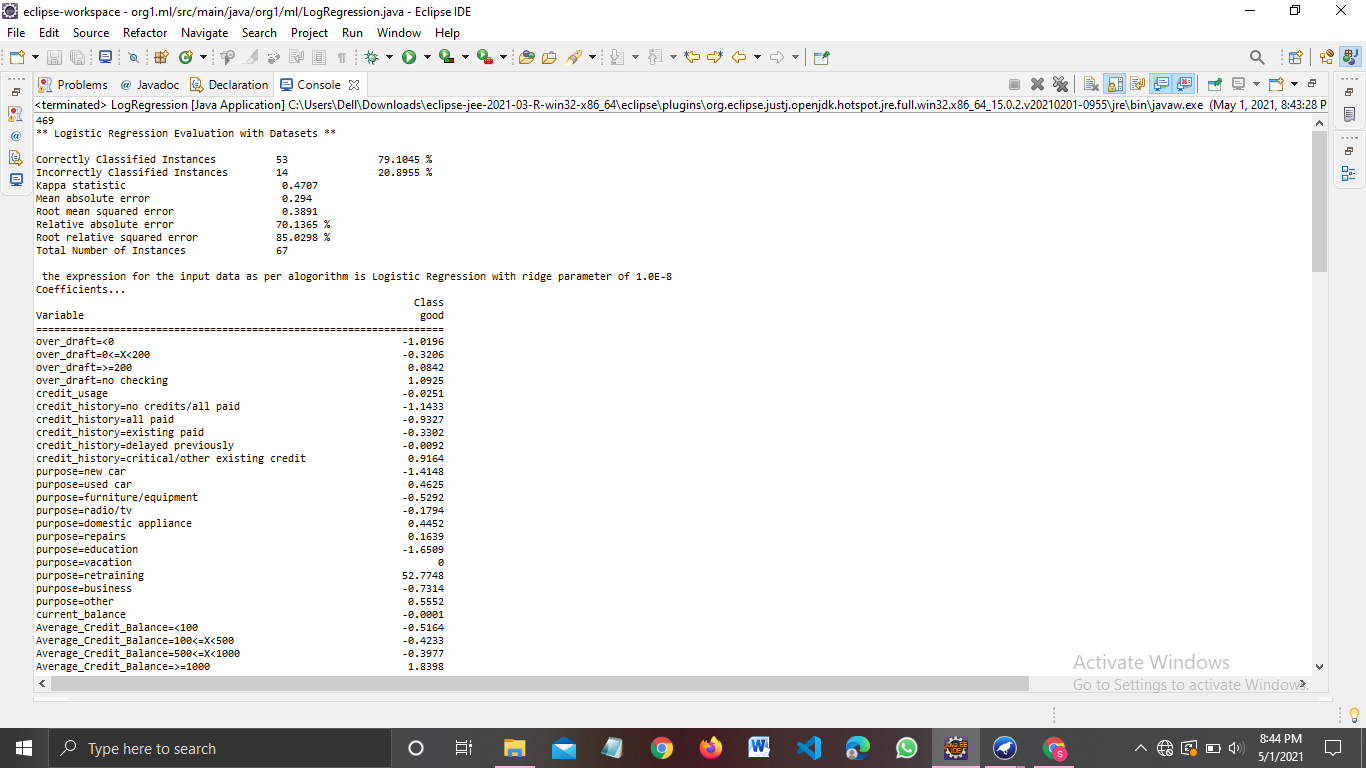 eclipse-workspace - org1.ml/src/main/java/org1/ml/LogRegression.java - Eclipse IDE
File Edit Source Refactor Navigate Search Project Run Window Help
Problems @ Javadoc Declaration Console
<terminated> LogRegression [Java Application] C:\Users\Dell\Downloads\eclipse-jee-2021-03-R-win32-x86_64\eclipse\plugins\org.eclipse.justj.openjdk.hotspot.jre.full.win32.x86_64_15.0.2.v20210201-0955\jre\bin\javaw.exe (May 1, 2021, 8:43:28 P
469
** Logistic Regression Evaluation with Datasets **
Correctly Classified Instances 53 79.1045 %
Incorrectly Classified Instances 14 20.8955 %
Kappa statistic 0.4707
Mean absolute error 0.294
Root mean squared error 0.3891
Relative absolute error 70.1365 %
Root relative squared error 85.0298 %
Total Number of Instances 67
the expression for the input data as per alogorithm is Logistic Regression with ridge parameter of 1.0E-8
Coefficients...
Class
Variable good
====================================================================
over_draft=<0 -1.0196
over_draft=0<=X<200 -0.3206
over_draft=>=200 0.0842
over_draft=no checking 1.0925
credit_usage -0.0251
credit_history=no credits/all paid -1.1433
credit_history=all paid -0.9327
credit_history=existing paid -0.3302
credit_history=delayed previously -0.0092
credit_history=critical/other existing credit 0.9164
purpose=new car -1.4148
purpose=used car 0.4625
purpose=furniture/equipment -0.5292
purpose=radio/tv -0.1794
purpose=domestic appliance 0.4452
purpose=repairs 0.1639
purpose=education -1.6509
purpose=vacation 0
purpose=retraining 52.7748
purpose=business -0.7314
purpose=other 0.5552
current_balance -0.0001
Average_Credit_Balance=<100 -0.5164
Average_Credit_Balance=100<=X<500 -0.4233
Average_Credit_Balance=500<=X<1000 -0.3977
Average_Credit_Balance=>=1000 1.8398
Activate Windows
Go to Settings to activate Windows.
Type here to search
8:44 PM
5/1/2021